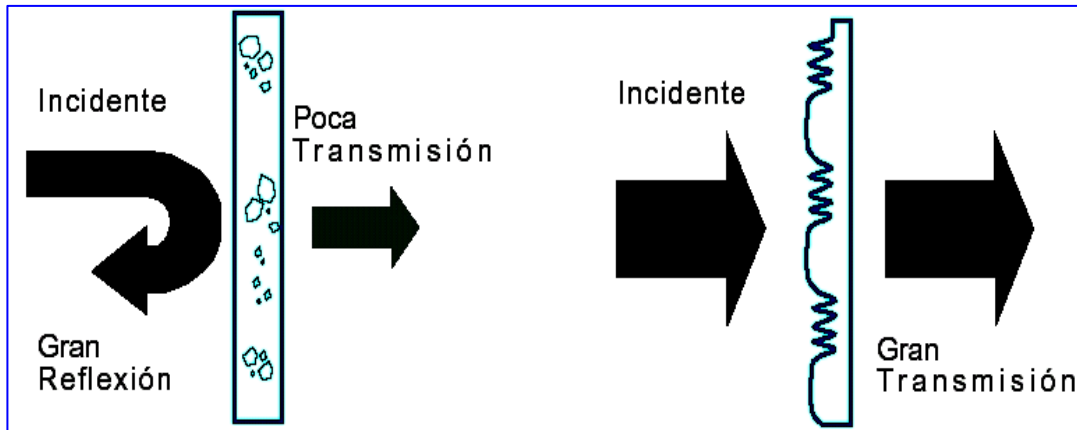 Incidente
Poca
Transmisión
Gran
Reflexión
Incidente
Gran
Transmisión